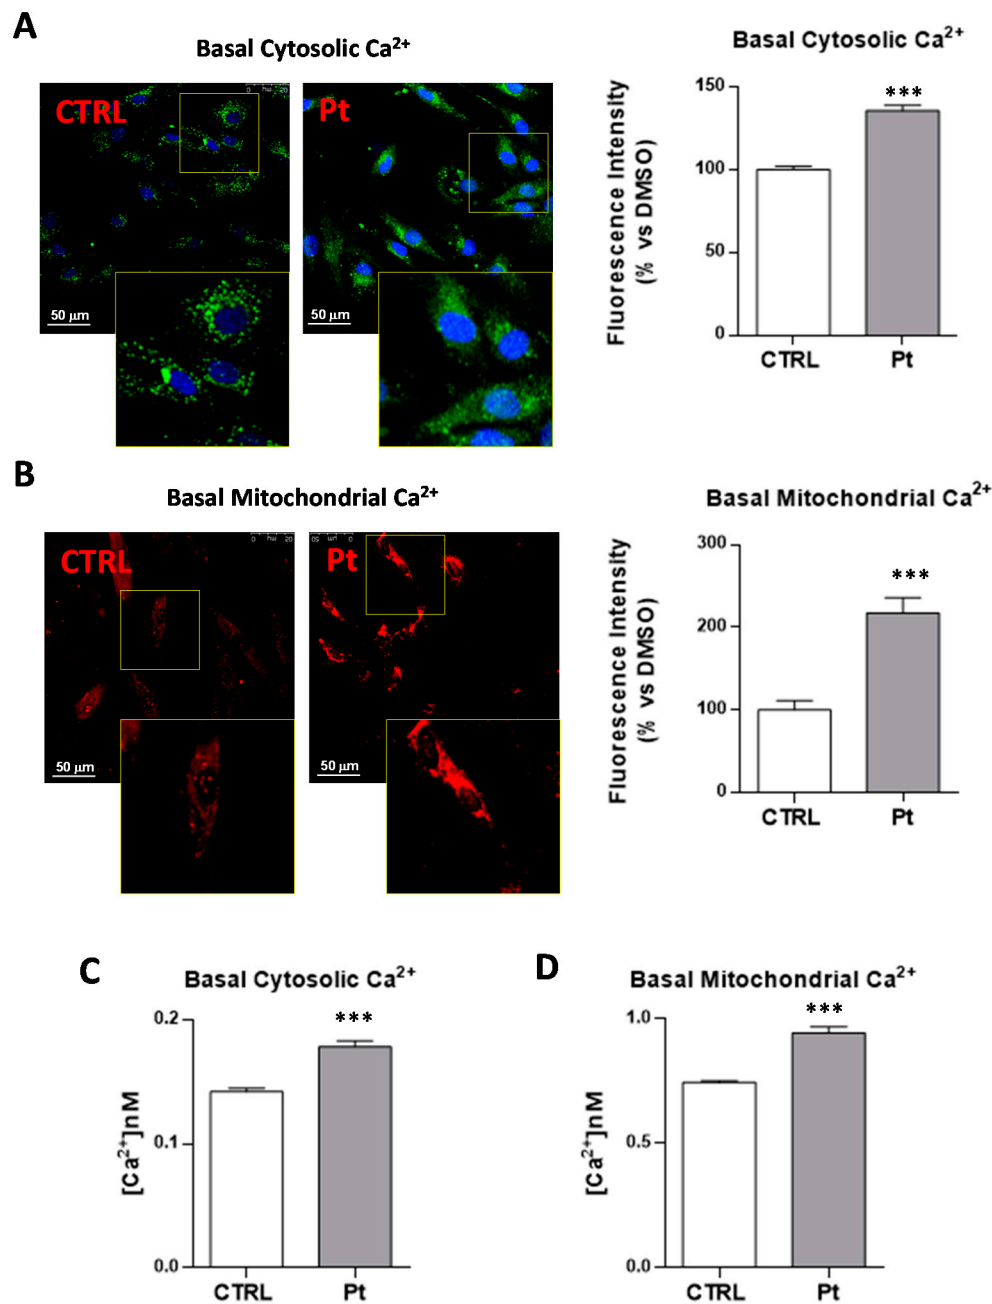 A
Basal Cytosolic Ca²⁺
CTRL
Pt
50 µm
50 µm
Basal Cytosolic Ca²⁺
Fluorescence Intensity
(% vs DMSO)
150
100
50
0
***
CTRL
Pt
B
Basal Mitochondrial Ca²⁺
CTRL
Pt
50 µm
50 µm
Basal Mitochondrial Ca²⁺
Fluorescence Intensity
(% vs DMSO)
300
200
100
0
***
CTRL
Pt
C
Basal Cytosolic Ca²⁺
[Ca²⁺]nM
0.2
0.1
0.0
***
CTRL
Pt
D
Basal Mitochondrial Ca²⁺
[Ca²⁺]nM
1.0
0.5
0.0
***
CTRL
Pt